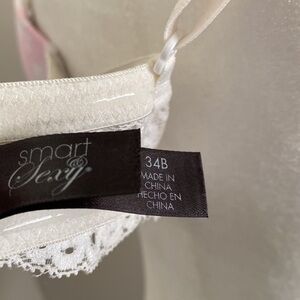 smart
&
Sexy®
34B
MADE IN
CHINA
HECHO EN
CHINA